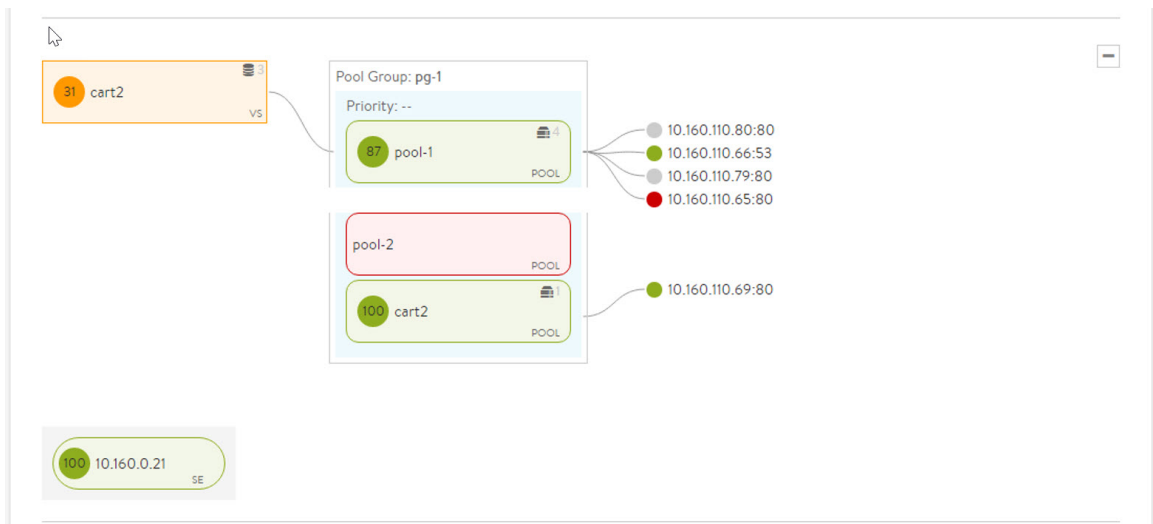 31 cart2
3
VS
Pool Group: pg-1
Priority: --
87 pool-1
4
POOL
10.160.110.80:80
10.160.110.66:53
10.160.110.79:80
10.160.110.65:80
pool-2
POOL
100 cart2
1
POOL
10.160.110.69:80
100 10.160.0.21
SE